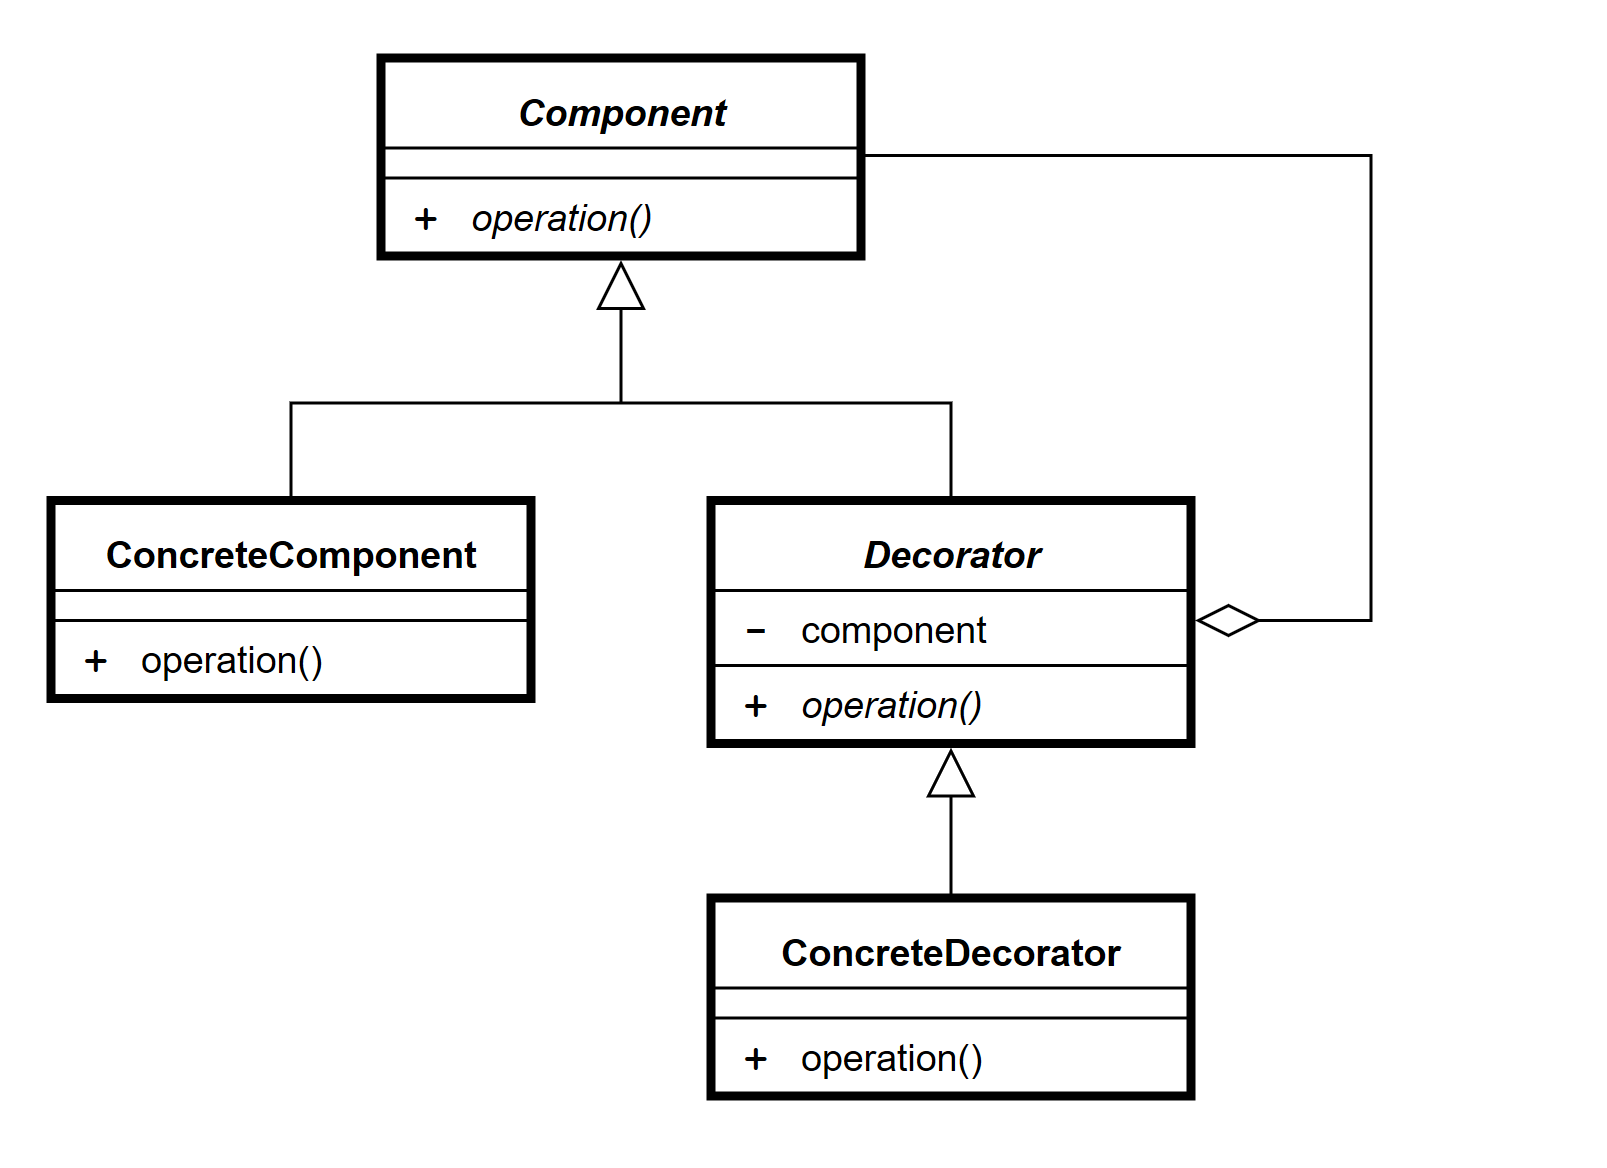 Component
+ operation()
ConcreteComponent
+ operation()
Decorator
− component
+ operation()
ConcreteDecorator
+ operation()